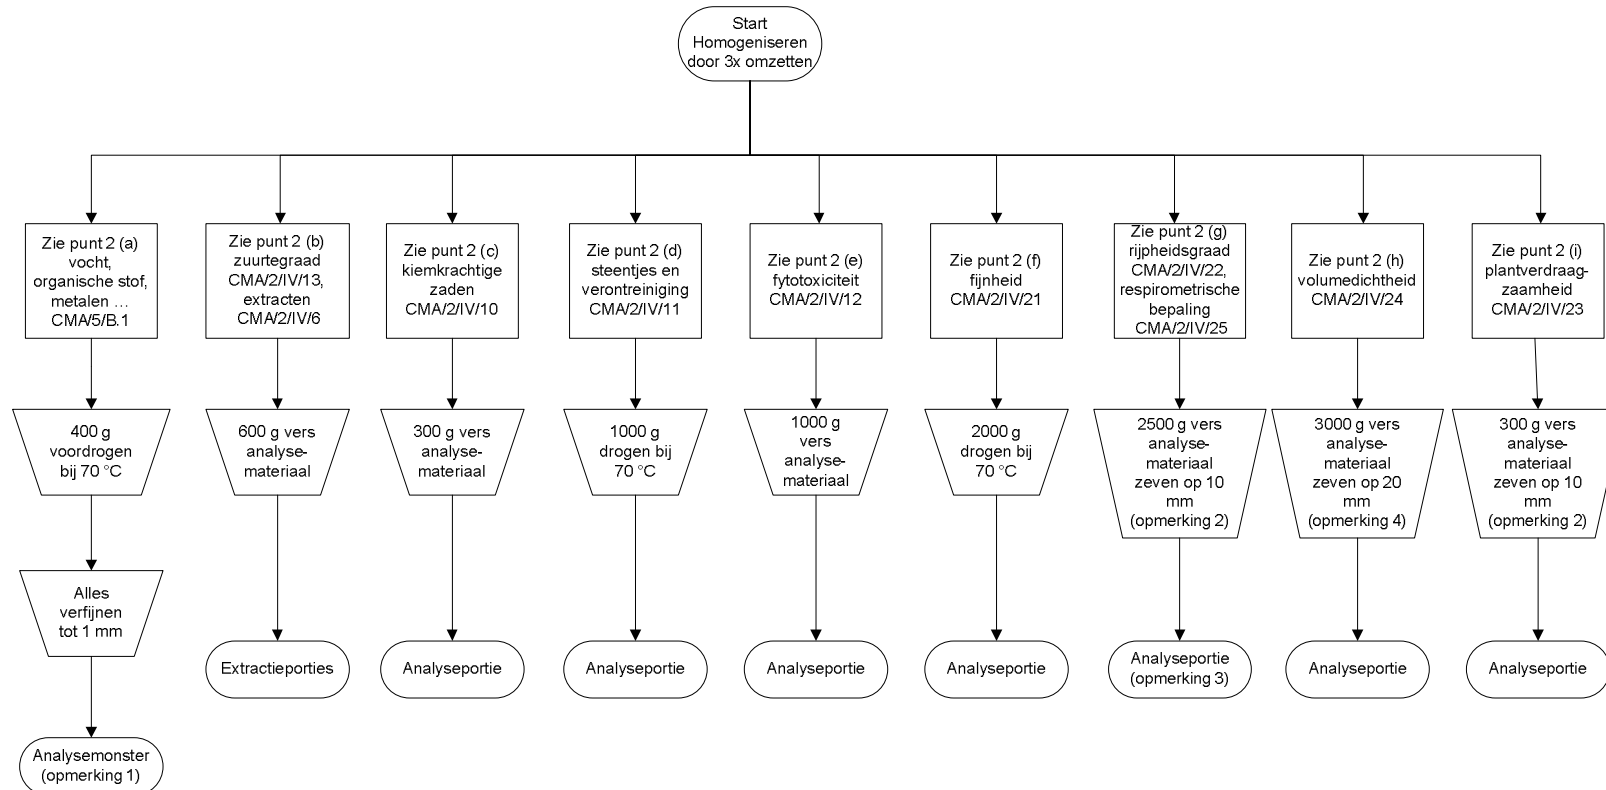 Start
Homogeniseren
door 3x omzetten
Zie punt 2 (a)
vocht,
organische stof,
metalen ...
CMA/5/B.1
Zie punt 2 (b)
zuurtegraad
CMA/2/IV/13,
extracten
CMA/2/IV/6
Zie punt 2 (c)
kiemkrachtige
zaden
CMA/2/IV/10
Zie punt 2 (d)
steentjes en
verontreiniging
CMA/2/IV/11
Zie punt 2 (e)
fytotoxiciteit
CMA/2/IV/12
Zie punt 2 (f)
fijnheid
CMA/2/IV/21
Zie punt 2 (g)
rijpheidsgraad
CMA/2/IV/22,
respirometrische
bepaling
CMA/2/IV/25
Zie punt 2 (h)
volumedichtheid
CMA/2/IV/24
Zie punt 2 (i)
plantverdraag-
zaamheid
CMA/2/IV/23
400 g
voordrogen
bij 70 °C
600 g vers
analyse-
materiaal
300 g vers
analyse-
materiaal
1000 g
drogen bij
70 °C
1000 g
vers
analyse-
materiaal
2000 g
drogen bij
70 °C
2500 g vers
analyse-
materiaal
zeven op 10
mm
(opmerking 2)
3000 g vers
analyse-
materiaal
zeven op 20
mm
(opmerking 4)
300 g vers
analyse-
materiaal
zeven op 10
mm
(opmerking 2)
Alles
verfijnen
tot 1 mm
Extractieporties
Analyseportie
Analyseportie
Analyseportie
Analyseportie
Analyseportie
(opmerking 3)
Analyseportie
Analyseportie
Analysemonster
(opmerking 1)